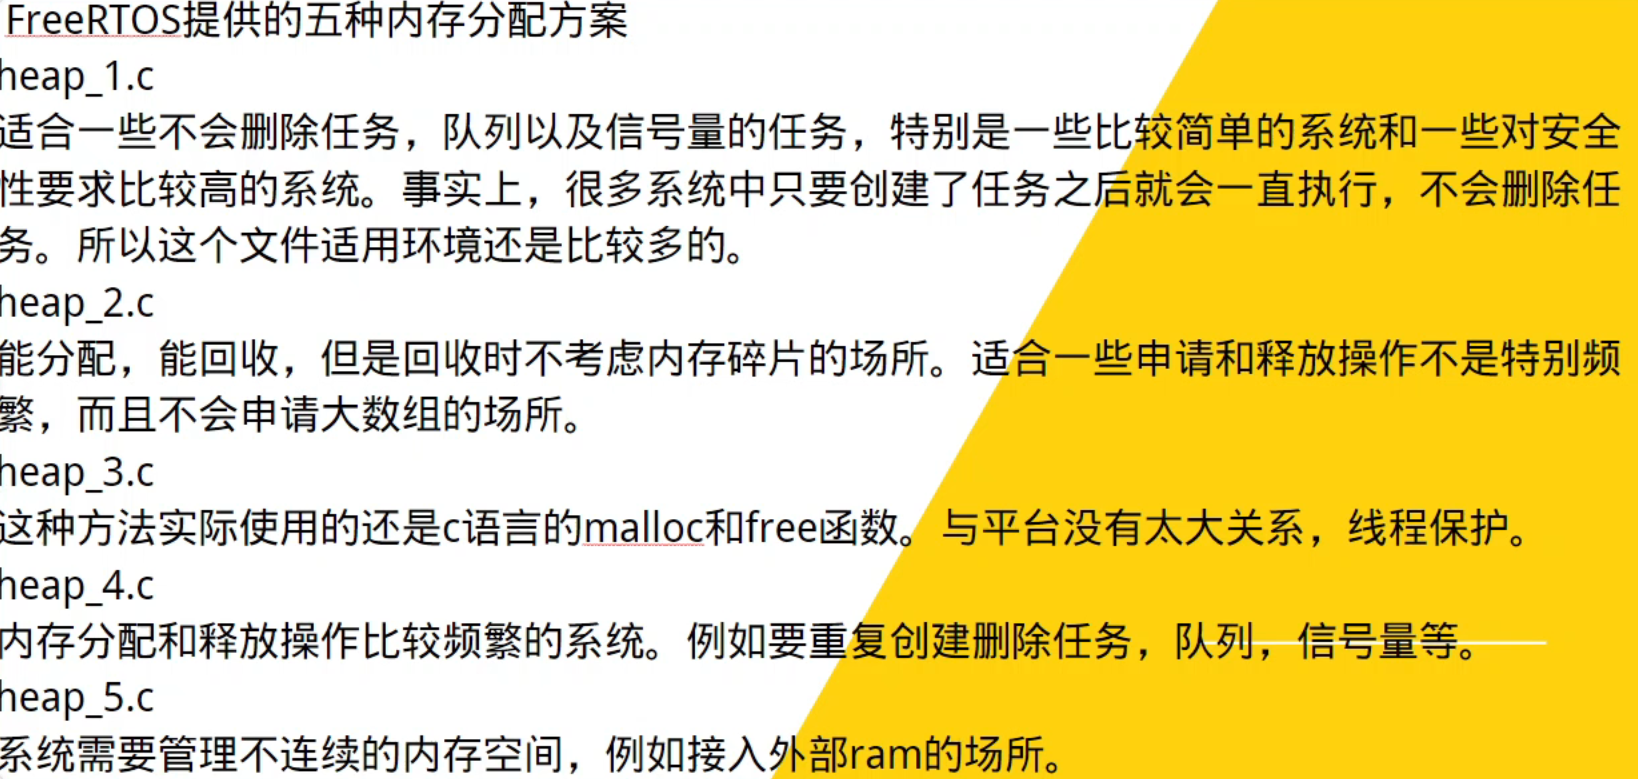 FreeRTOS提供的五种内存分配方案
heap_1.c
适合一些不会删除任务，队列以及信号量的任务，特别是一些比较简单的系统和一些对安全
性要求比较高的系统。事实上，很多系统中只要创建了任务之后就会一直执行，不会删除任
务。所以这个文件适用环境还是比较多的。
heap_2.c
能分配，能回收，但是回收时不考虑内存碎片的场所。适合一些申请和释放操作不是特别频
繁，而且不会申请大数组的场所。
heap_3.c
这种方法实际使用的还是c语言的malloc和free函数。与平台没有太大关系，线程保护。
heap_4.c
内存分配和释放操作比较频繁的系统。例如要重复创建删除任务，队列，信号量等。
heap_5.c
系统需要管理不连续的内存空间，例如接入外部ram的场所。